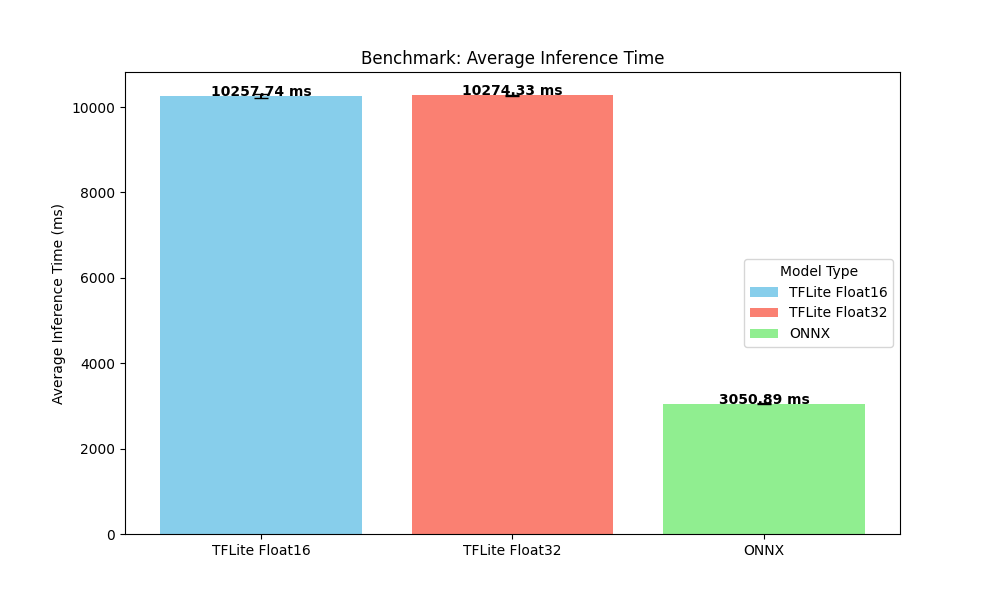 Benchmark: Average Inference Time
10257.74 ms
10274.33 ms
3050.89 ms
Average Inference Time (ms)
10000
8000
6000
4000
2000
0
Model Type
TFLite Float16
TFLite Float32
ONNX
TFLite Float16
TFLite Float32
ONNX